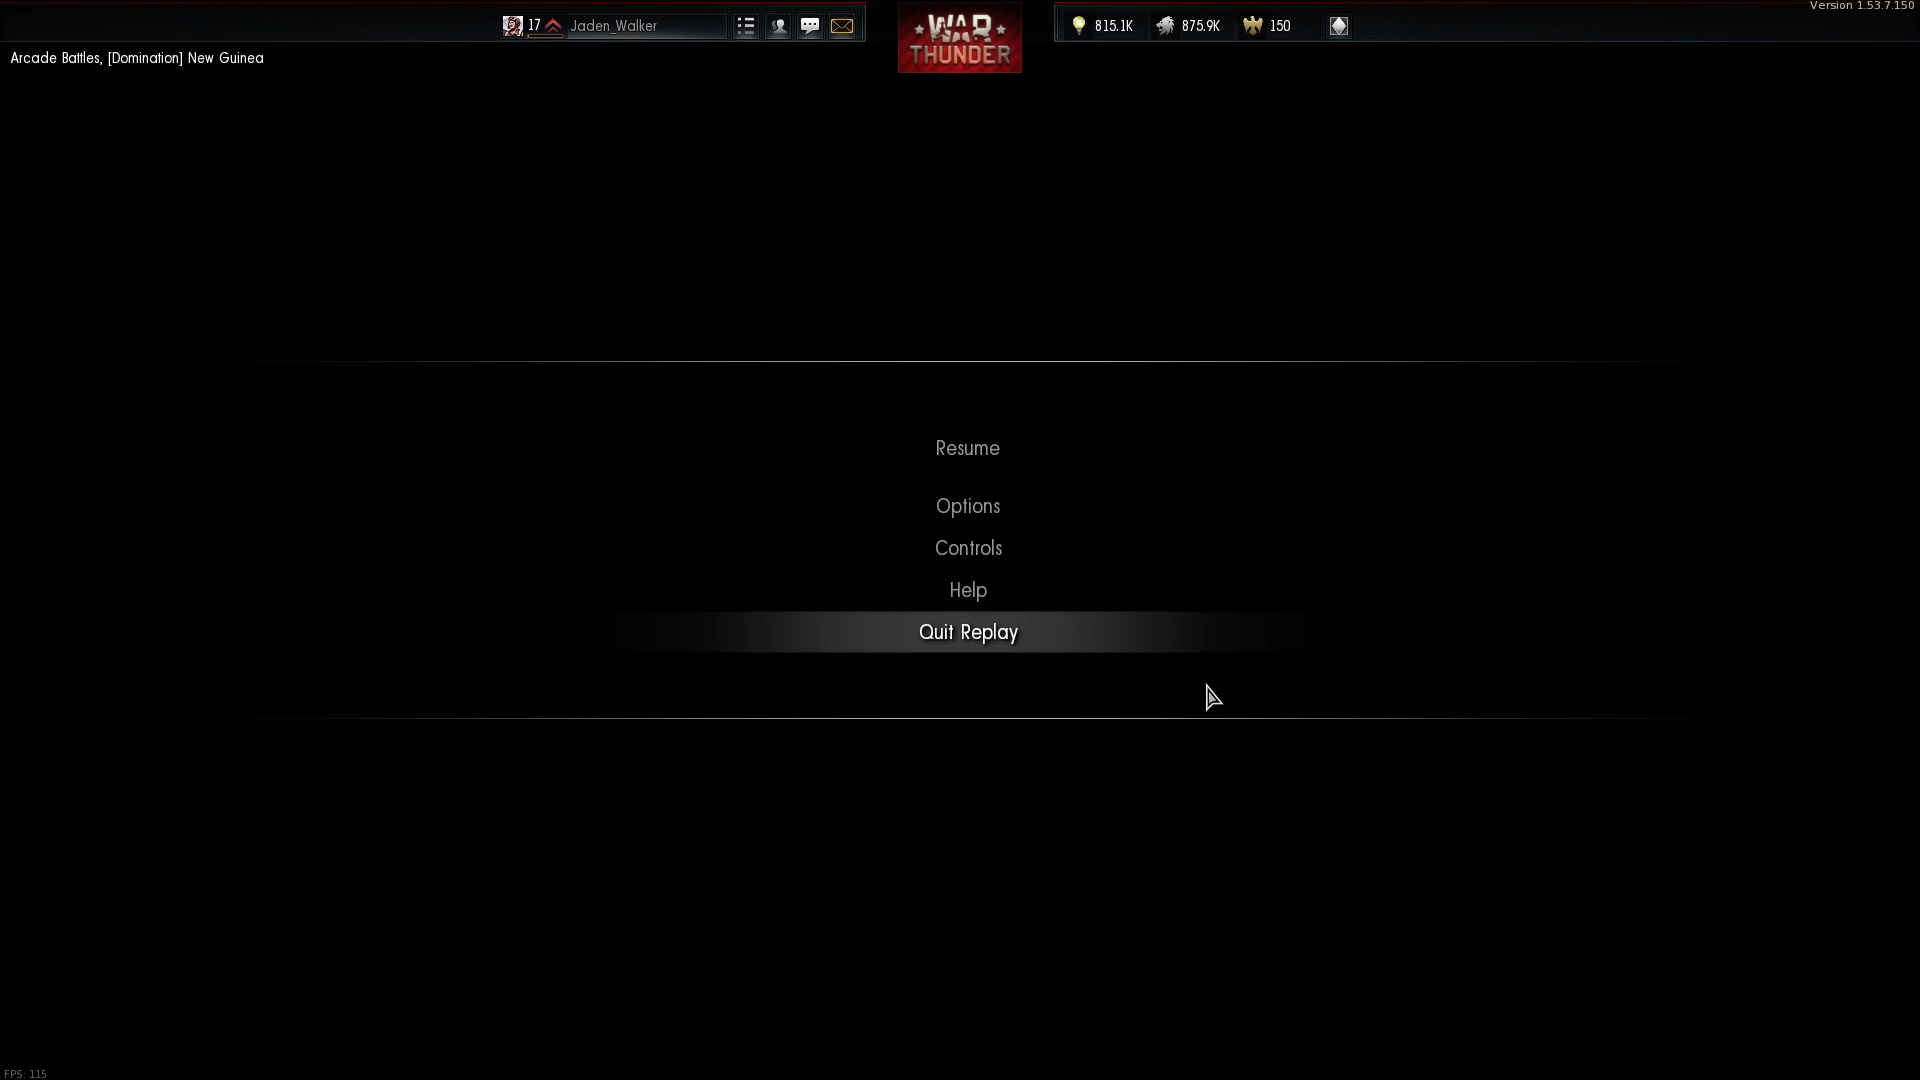 Version 1.53.7.150
17 Jaden_Walker
WAR
THUNDER
815.1K 875.9K 150
Arcade Battles, [Domination] New Guinea
Resume
Options
Controls
Help
Quit Replay
FPS: 115